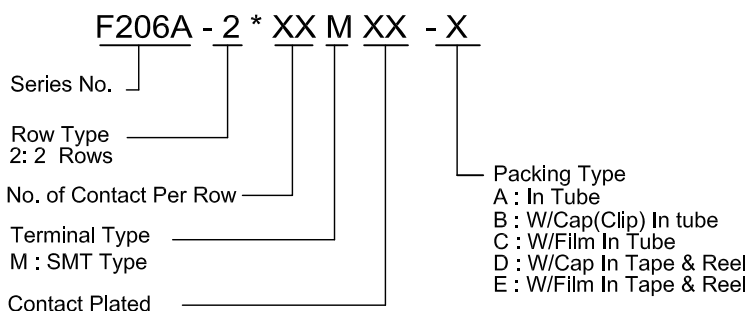 F206A - 2 * XX M XX - X
Series No.
Row Type
2: 2 Rows
No. of Contact Per Row
Terminal Type
M : SMT Type
Contact Plated
Packing Type
A : In Tube
B : W/Cap(Clip) In tube
C : W/Film In Tube
D : W/Cap In Tape & Reel
E : W/Film In Tape & Reel